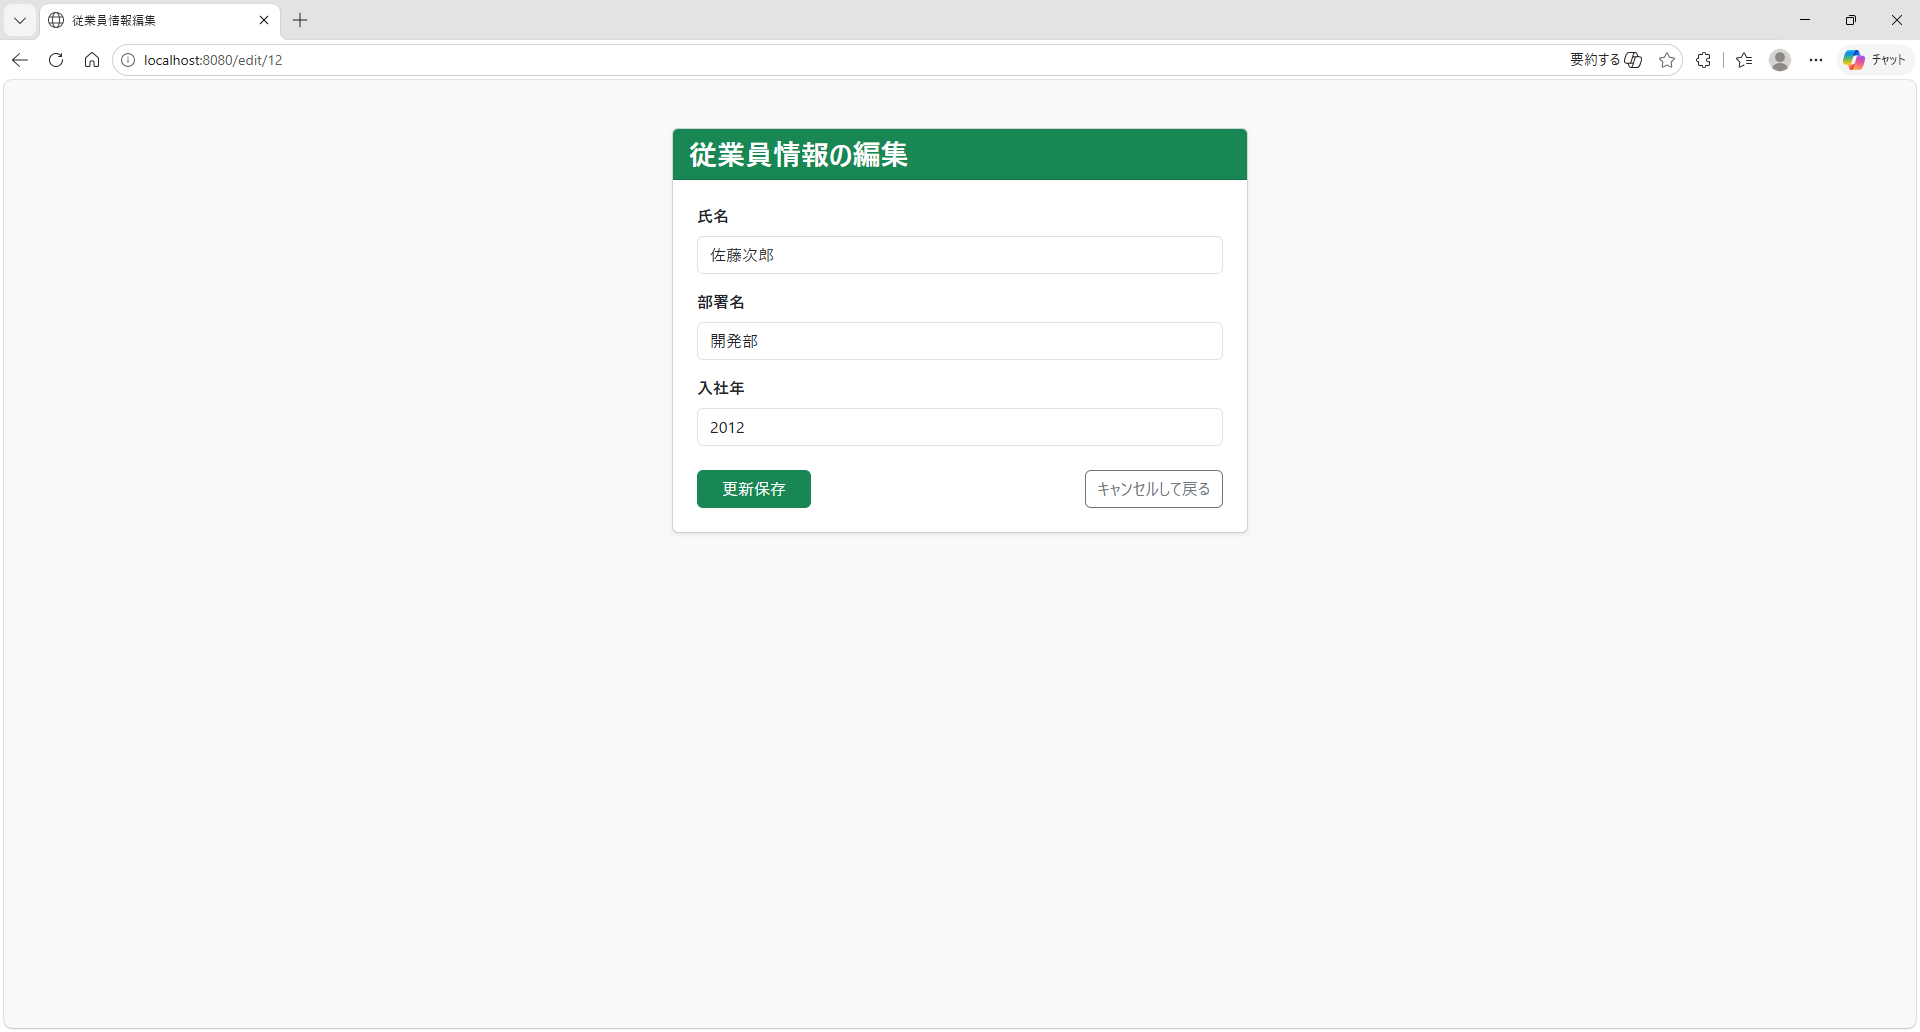 従業員情報編集
localhost:8080/edit/12
要約する
チャット
従業員情報の編集
氏名
佐藤次郎
部署名
開発部
入社年
2012
更新保存
キャンセルして戻る